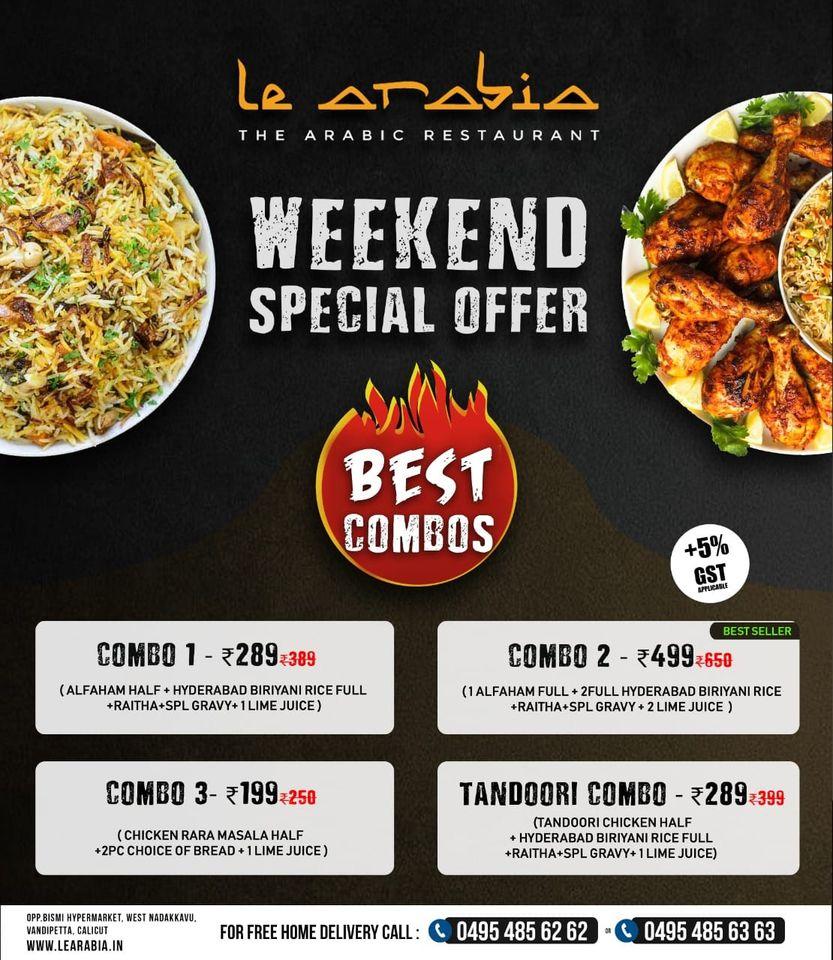 le arabia
THE ARABIC RESTAURANT
WEEKEND
SPECIAL OFFER
BEST
COMBOS
+5%
GST
APPLICABLE
COMBO 1 - ₹289 ₹389
( ALFAHAM HALF + HYDERABAD BIRIYANI RICE FULL
+RAITHA+SPL GRAVY+ 1 LIME JUICE )
BEST SELLER
COMBO 2 - ₹499 ₹650
(1 ALFAHAM FULL + 2FULL HYDERABAD BIRIYANI RICE
+RAITHA+SPL GRAVY + 2 LIME JUICE )
COMBO 3- ₹199 ₹250
( CHICKEN RARA MASALA HALF
+2PC CHOICE OF BREAD + 1 LIME JUICE )
TANDOORI COMBO - ₹289 ₹399
(TANDOORI CHICKEN HALF
+ HYDERABAD BIRIYANI RICE FULL
+RAITHA+SPL GRAVY+ 1 LIME JUICE)
OPP.BISMI HYPERMARKET, WEST NADAKKAVU,
VANDIPETTA, CALICUT
WWW.LEARABIA.IN
FOR FREE HOME DELIVERY CALL : 0495 485 62 62 OR 0495 485 63 63